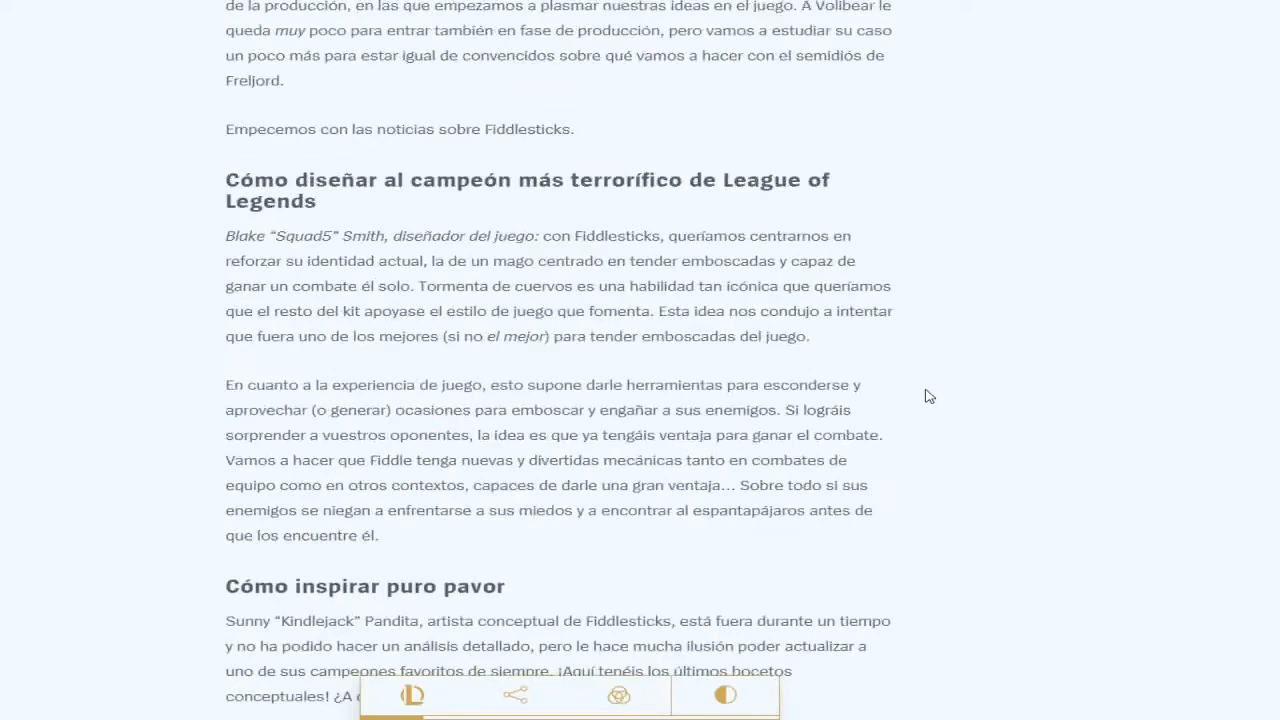 de la producción, en las que empezamos a plasmar nuestras ideas en el juego. A Volibear le
queda muy poco para entrar también en fase de producción, pero vamos a estudiar su caso
un poco más para estar igual de convencidos sobre qué vamos a hacer con el semidiós de
Freljord.
Empecemos con las noticias sobre Fiddlesticks.
Cómo diseñar al campeón más terrorífico de League of
Legends
Blake “Squad5” Smith, diseñador del juego: con Fiddlesticks, queríamos centrarnos en
reforzar su identidad actual, la de un mago centrado en tender emboscadas y capaz de
ganar un combate él solo. Tormenta de cuervos es una habilidad tan icónica que queríamos
que el resto del kit apoyase el estilo de juego que fomenta. Esta idea nos condujo a intentar
que fuera uno de los mejores (si no el mejor) para tender emboscadas del juego.
En cuanto a la experiencia de juego, esto supone darle herramientas para esconderse y
aprovechar (o generar) ocasiones para emboscar y engañar a sus enemigos. Si lográis
sorprender a vuestros oponentes, la idea es que ya tengáis ventaja para ganar el combate.
Vamos a hacer que Fiddle tenga nuevas y divertidas mecánicas tanto en combates de
equipo como en otros contextos, capaces de darle una gran ventaja... Sobre todo si sus
enemigos se niegan a enfrentarse a sus miedos y a encontrar al espantapájaros antes de
que los encuentre él.
Cómo inspirar puro pavor
Sunny “Kindlejack” Pandita, artista conceptual de Fiddlesticks, está fuera durante un tiempo
y no ha podido hacer un análisis detallado, pero le hace mucha ilusión poder actualizar a
uno de sus campeones favoritos de siempre. ¡Aquí tenéis los últimos bocetos
conceptuales! ¿A